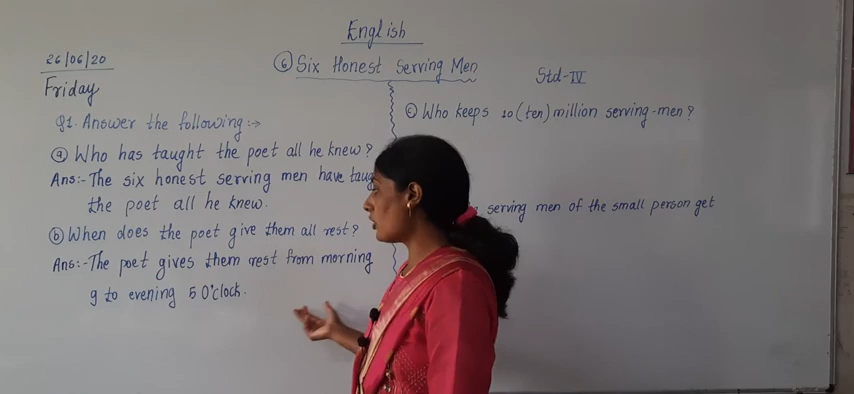 English
26/06/20
Friday
6 Six Honest Serving Men
Std-IV
Q1. Answer the following :->
a Who has taught the poet all he knew?
Ans:- The six honest serving men have taug
the poet all he knew.
b When does the poet give them all rest?
Ans:- The poet gives them rest from morning
9 to evening 5 O'clock.
c Who keeps 10 (ten) million serving-men?
serving men of the small person get